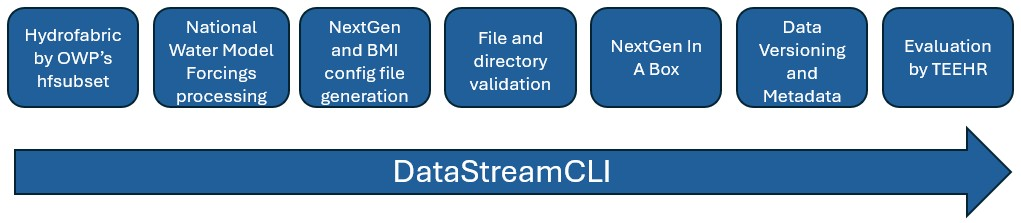 Hydrofabric
by OWP's
hfsubset
National
Water Model
Forcings
processing
NextGen
and BMI
config file
generation
File and
directory
validation
NextGen In
A Box
Data
Versioning
and
Metadata
Evaluation
by TEEHR
DataStreamCLI